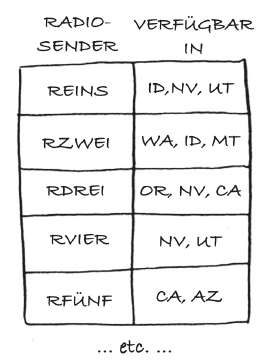 RADIO- VERFÜGBAR
SENDER IN
REINS ID,NV, UT
RZWEI WA, ID, MT
RDREI OR, NV, CA
RVIER NV, UT
RFÜNF CA, AZ
... etc. ...